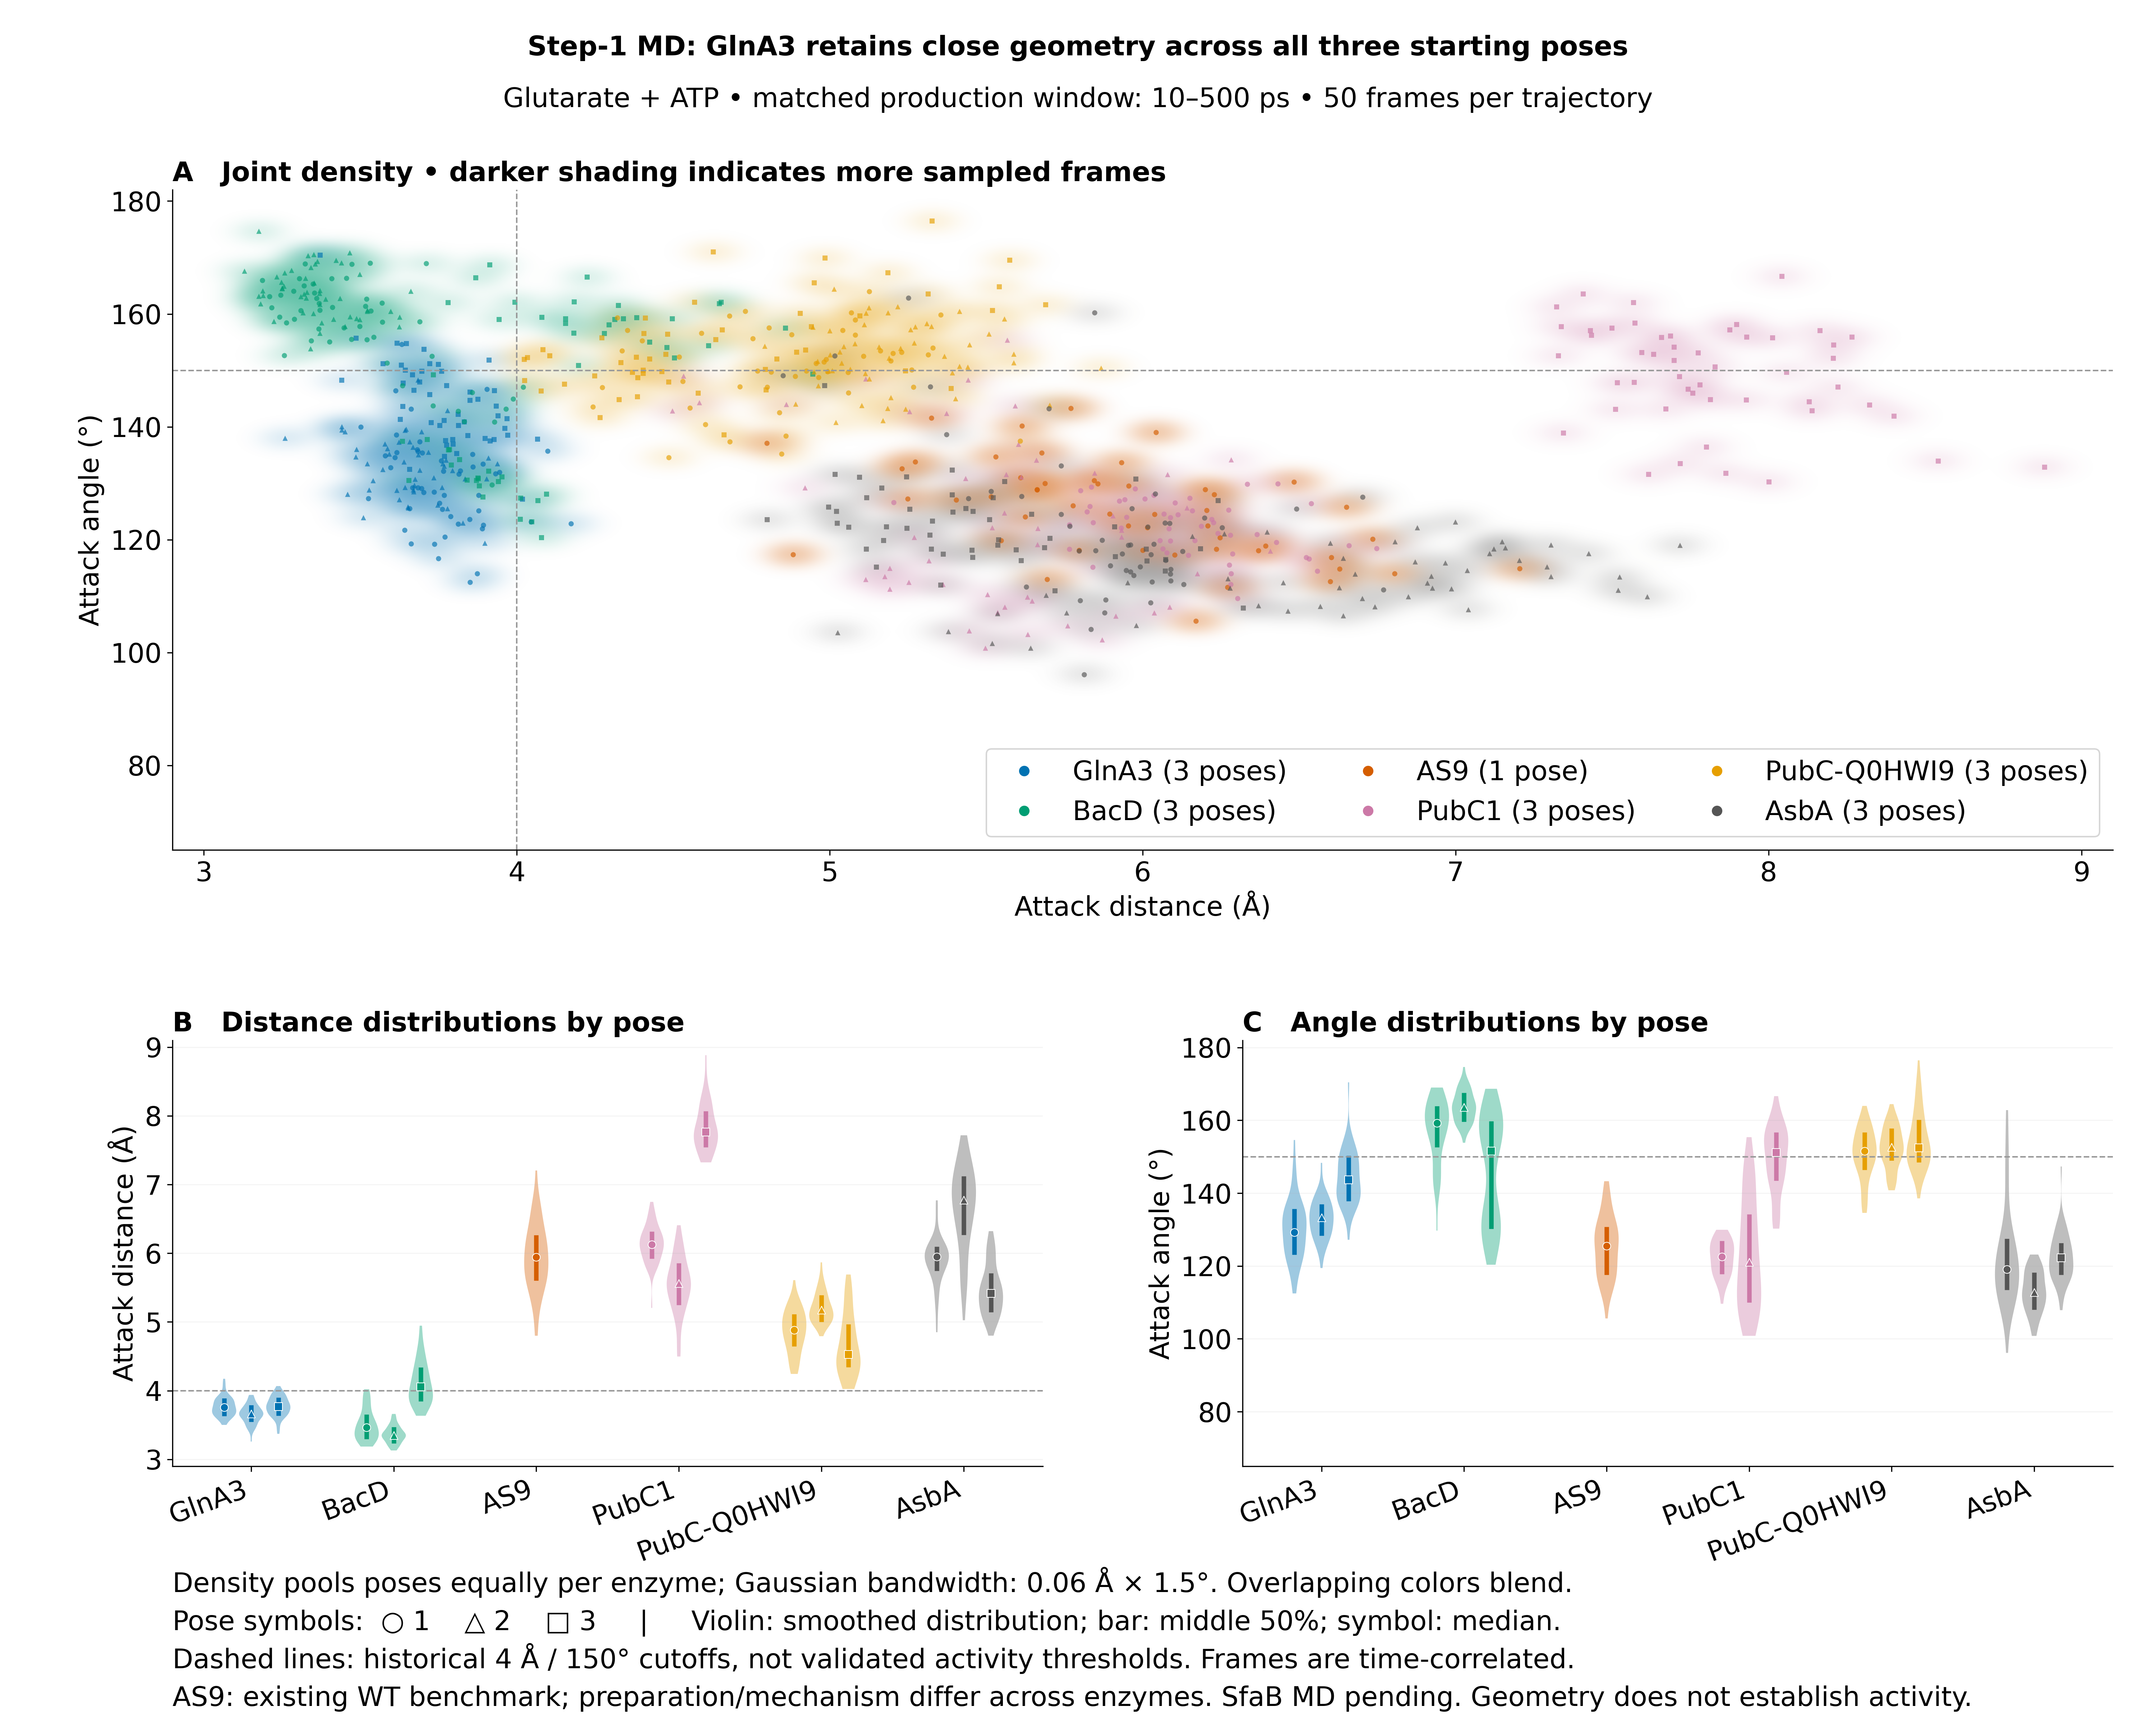 Step-1 MD: GlnA3 retains close geometry across all three starting poses
Glutarate + ATP • matched production window: 10–500 ps • 50 frames per trajectory
A Joint density • darker shading indicates more sampled frames
180
160
140
120
100
80
Attack angle (°)
3 4 5 6 7 8 9
Attack distance (Å)
GlnA3 (3 poses) AS9 (1 pose) PubC-Q0HWI9 (3 poses)
BacD (3 poses) PubC1 (3 poses) AsbA (3 poses)
B Distance distributions by pose
9
8
7
6
5
4
3
Attack distance (Å)
GlnA3 BacD AS9 PubC1 PubC-Q0HWI9 AsbA
C Angle distributions by pose
180
160
140
120
100
80
Attack angle (°)
GlnA3 BacD AS9 PubC1 PubC-Q0HWI9 AsbA
Density pools poses equally per enzyme; Gaussian bandwidth: 0.06 Å × 1.5°. Overlapping colors blend.
Pose symbols: ○ 1 △ 2 □ 3 | Violin: smoothed distribution; bar: middle 50%; symbol: median.
Dashed lines: historical 4 Å / 150° cutoffs, not validated activity thresholds. Frames are time-correlated.
AS9: existing WT benchmark; preparation/mechanism differ across enzymes. SfaB MD pending. Geometry does not establish activity.